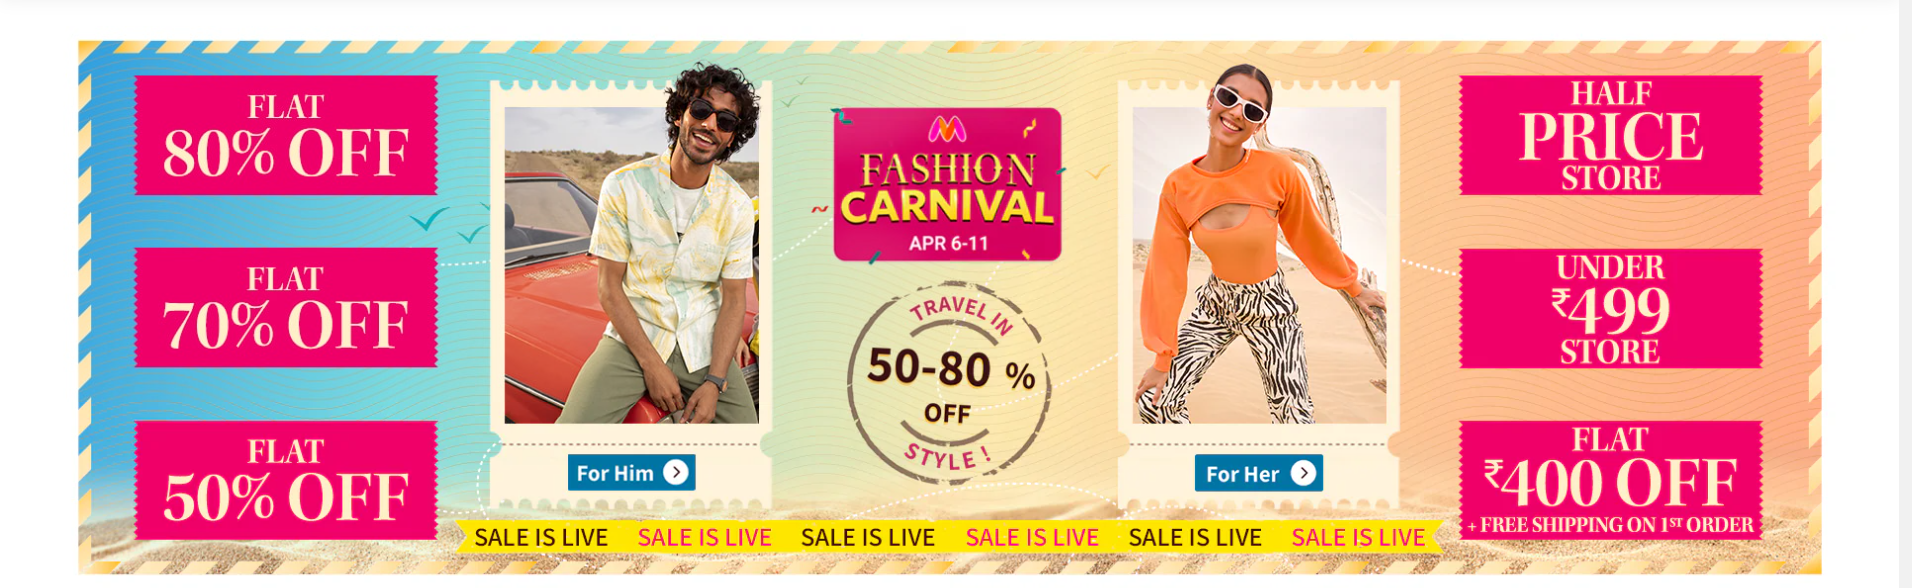 FLAT
80% OFF
FLAT
70% OFF
FLAT
50% OFF
For Him
FASHION
CARNIVAL
APR 6-11
TRAVEL IN
50-80 %
OFF
STYLE !
For Her
HALF
PRICE
STORE
UNDER
₹499
STORE
FLAT
₹400 OFF
+ FREE SHIPPING ON 1ST ORDER
SALE IS LIVE SALE IS LIVE SALE IS LIVE SALE IS LIVE SALE IS LIVE SALE IS LIVE